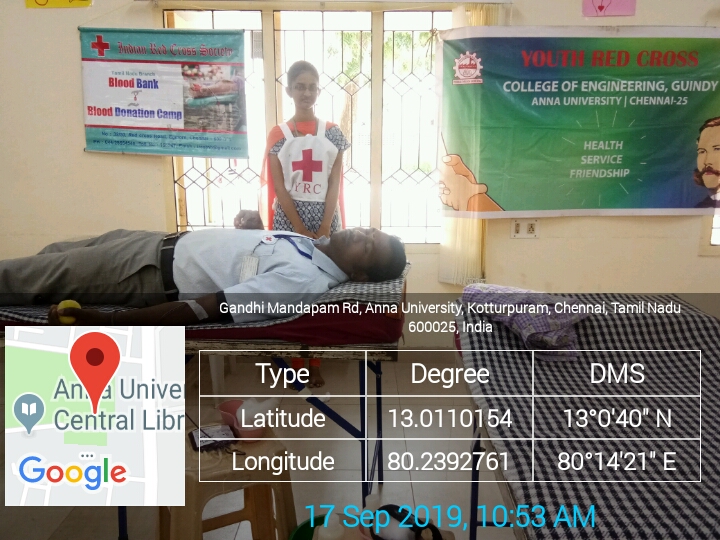 Indian Red Cross Society
Tamil Nadu Branch
Blood Bank
Blood Donation Camp
YOUTH RED CROSS
COLLEGE OF ENGINEERING, GUINDY
ANNA UNIVERSITY | CHENNAI-25
HEALTH
SERVICE
FRIENDSHIP
YRC
Gandhi Mandapam Rd, Anna University, Kotturpuram, Chennai, Tamil Nadu
600025, India
Type Degree DMS
Latitude 13.0110154 13°0'40" N
Longitude 80.2392761 80°14'21" E
Anna Univer
Central Libr
Google
17 Sep 2019, 10:53 AM